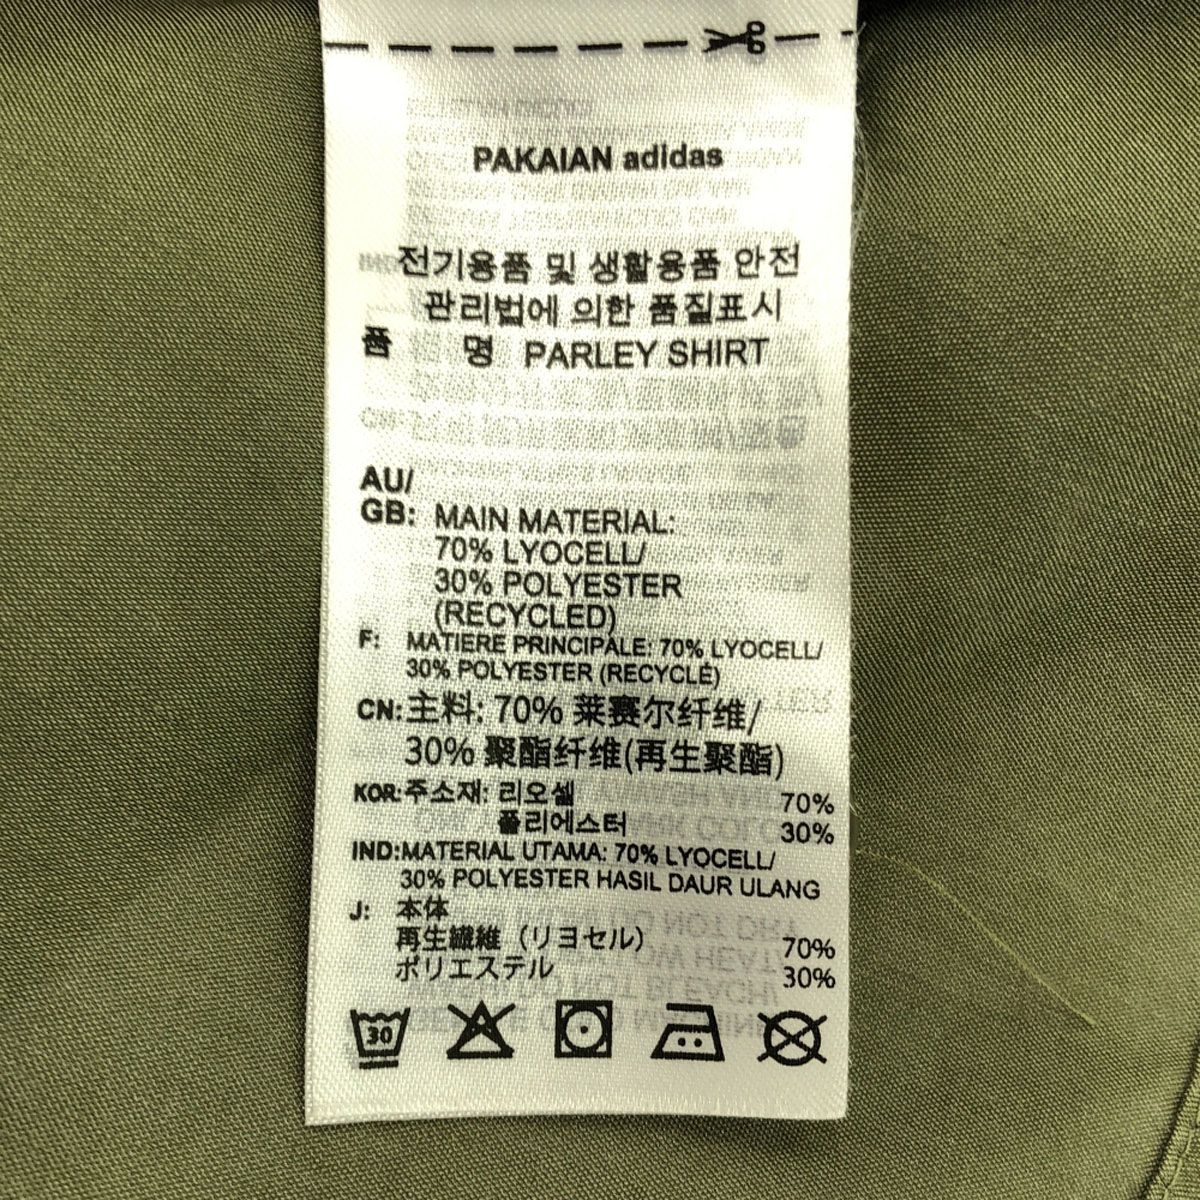 PAKAIAN adidas
전기용품 및 생활용품 안전
관리법에 의한 품질표시
품 명 PARLEY SHIRT
AU/
GB: MAIN MATERIAL:
70% LYOCELL/
30% POLYESTER
(RECYCLED)
F: MATIERE PRINCIPALE: 70% LYOCELL/
30% POLYESTER (RECYCLÉ)
CN: 主料: 70% 莱赛尔纤维/
30% 聚酯纤维(再生聚酯)
KOR: 주소재: 리오셀 70%
폴리에스터 30%
IND: MATERIAL UTAMA: 70% LYOCELL/
30% POLYESTER HASIL DAUR ULANG
J: 本体
再生繊維（リヨセル） 70%
ポリエステル 30%
30